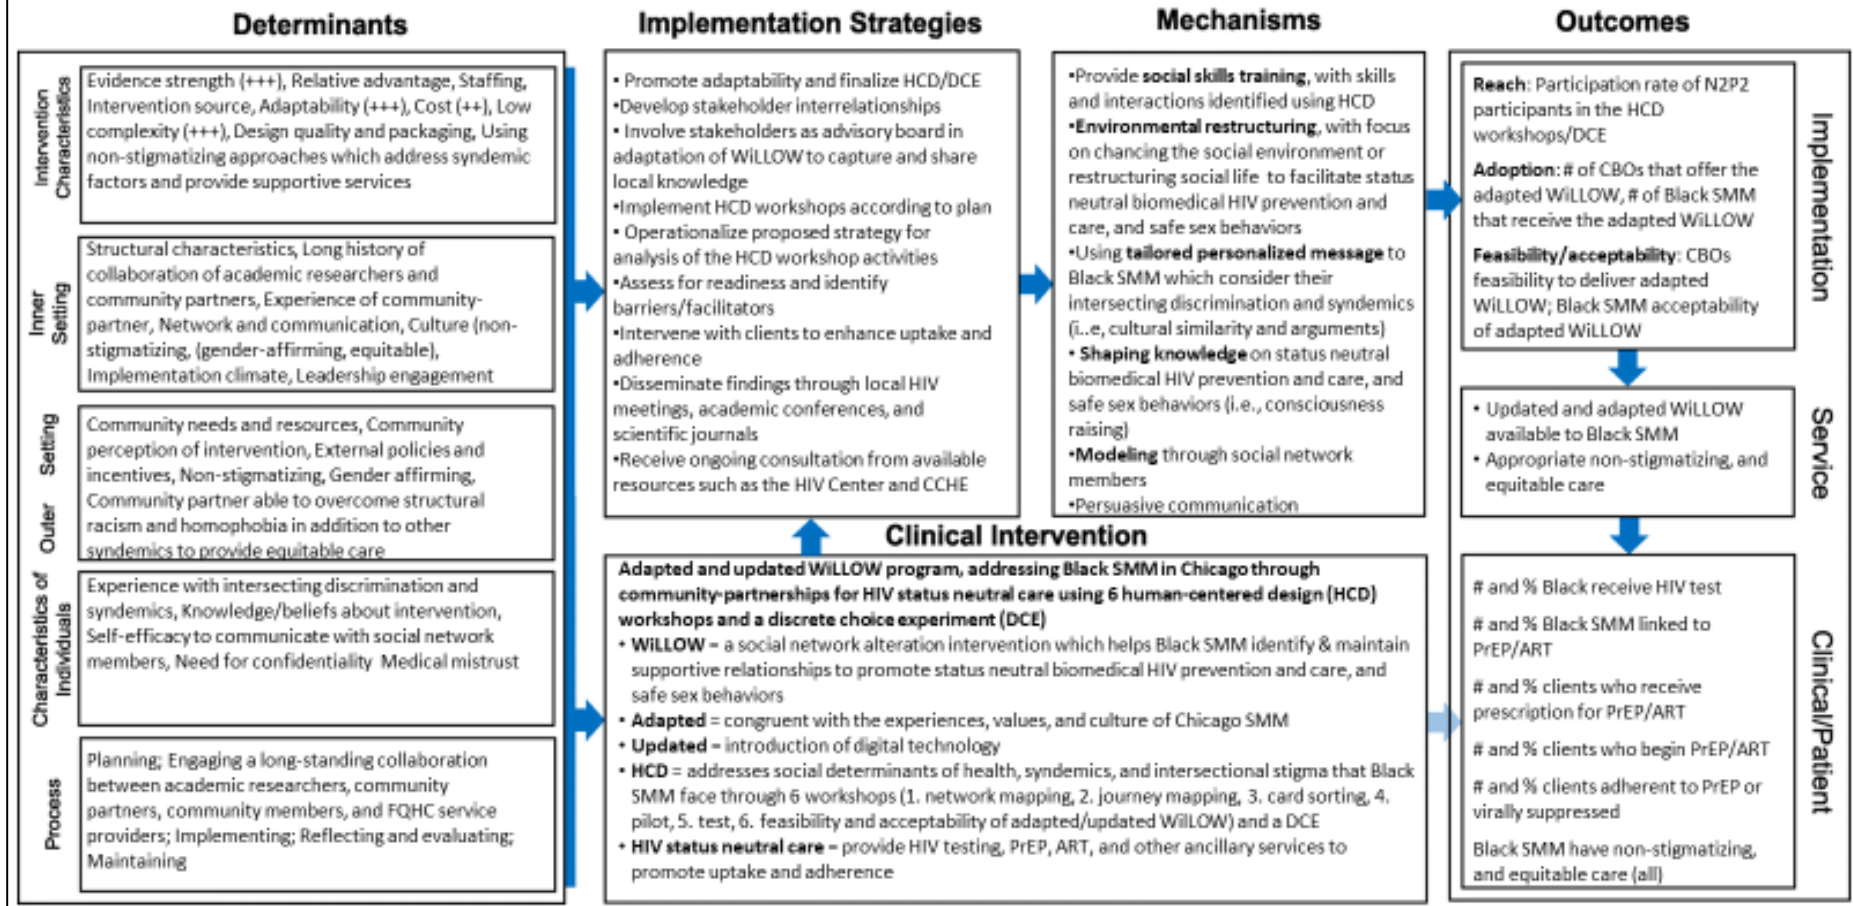 Determinants
Intervention
Characteristics
Evidence strength (+++), Relative advantage, Staffing,
Intervention source, Adaptability (+++), Cost (++), Low
complexity (+++), Design quality and packaging, Using
non-stigmatizing approaches which address syndemic
factors and provide supportive services
Inner
Setting
Structural characteristics, Long history of
collaboration of academic researchers and
community partners, Experience of community-
partner, Network and communication, Culture (non-
stigmatizing, (gender-affirming, equitable),
Implementation climate, Leadership engagement
Outer Setting
Community needs and resources, Community
perception of intervention, External policies and
incentives, Non-stigmatizing, Gender affirming,
Community partner able to overcome structural
racism and homophobia in addition to other
syndemics to provide equitable care
Characteristics of
Individuals
Experience with intersecting discrimination and
syndemics, Knowledge/beliefs about intervention,
Self-efficacy to communicate with social network
members, Need for confidentiality Medical mistrust
Process
Planning; Engaging a long-standing collaboration
between academic researchers, community
partners, community members, and FQHC service
providers; Implementing; Reflecting and evaluating;
Maintaining
Implementation Strategies
• Promote adaptability and finalize HCD/DCE
•Develop stakeholder interrelationships
• Involve stakeholders as advisory board in
adaptation of WiLLOW to capture and share
local knowledge
•Implement HCD workshops according to plan
• Operationalize proposed strategy for
analysis of the HCD workshop activities
•Assess for readiness and identify
barriers/facilitators
•Intervene with clients to enhance uptake and
adherence
•Disseminate findings through local HIV
meetings, academic conferences, and
scientific journals
•Receive ongoing consultation from available
resources such as the HIV Center and CCHE
Mechanisms
•Provide social skills training, with skills
and interactions identified using HCD
•Environmental restructuring, with focus
on chancing the social environment or
restructuring social life to facilitate status
neutral biomedical HIV prevention and
care, and safe sex behaviors
•Using tailored personalized message to
Black SMM which consider their
intersecting discrimination and syndemics
(i..e, cultural similarity and arguments)
• Shaping knowledge on status neutral
biomedical HIV prevention and care, and
safe sex behaviors (i.e., consciousness
raising)
•Modeling through social network
members
•Persuasive communication
Clinical Intervention
Adapted and updated WiLLOW program, addressing Black SMM in Chicago through
community-partnerships for HIV status neutral care using 6 human-centered design (HCD)
workshops and a discrete choice experiment (DCE)
• WiLLOW = a social network alteration intervention which helps Black SMM identify & maintain
supportive relationships to promote status neutral biomedical HIV prevention and care, and
safe sex behaviors
• Adapted = congruent with the experiences, values, and culture of Chicago SMM
• Updated = introduction of digital technology
• HCD = addresses social determinants of health, syndemics, and intersectional stigma that Black
SMM face through 6 workshops (1. network mapping, 2. journey mapping, 3. card sorting, 4.
pilot, 5. test, 6. feasibility and acceptability of adapted/updated WiLLOW) and a DCE
• HIV status neutral care = provide HIV testing, PrEP, ART, and other ancillary services to
promote uptake and adherence
Outcomes
Implementation
Reach: Participation rate of N2P2
participants in the HCD
workshops/DCE
Adoption: # of CBOs that offer the
adapted WiLLOW, # of Black SMM
that receive the adapted WiLLOW
Feasibility/acceptability: CBOs
feasibility to deliver adapted
WiLLOW; Black SMM acceptability
of adapted WiLLOW
Service
• Updated and adapted WiLLOW
available to Black SMM
• Appropriate non-stigmatizing, and
equitable care
Clinical/Patient
# and % Black receive HIV test
# and % Black SMM linked to
PrEP/ART
# and % clients who receive
prescription for PrEP/ART
# and % clients who begin PrEP/ART
# and % clients adherent to PrEP or
virally suppressed
Black SMM have non-stigmatizing,
and equitable care (all)